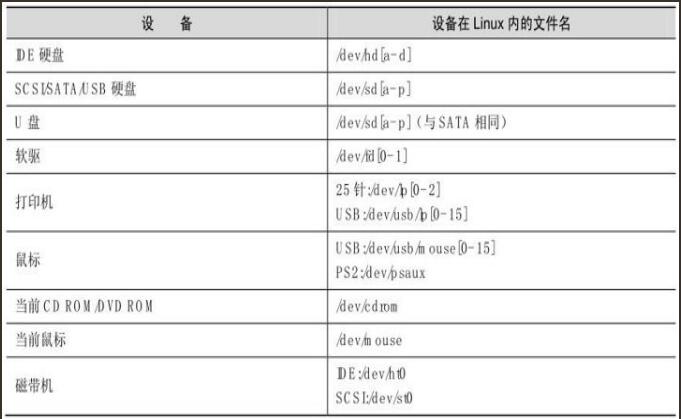 设 备 设备在 Linux 内的文件名
IDE 硬盘 /dev/hd[a-d]
SCSI/SATA/USB 硬盘 /dev/sd[a-p]
U 盘 /dev/sd[a-p]（与 SATA 相同）
软驱 /dev/fd[0-1]
打印机 25 针:/dev/lp[0-2]
USB:/dev/usb/lp[0-15]
鼠标 USB:/dev/usb/mouse[0-15]
PS2:/dev/psaux
当前 CD ROM/DVD ROM /dev/cdrom
当前鼠标 /dev/mouse
磁带机 IDE:/dev/ht0
SCSI:/dev/st0